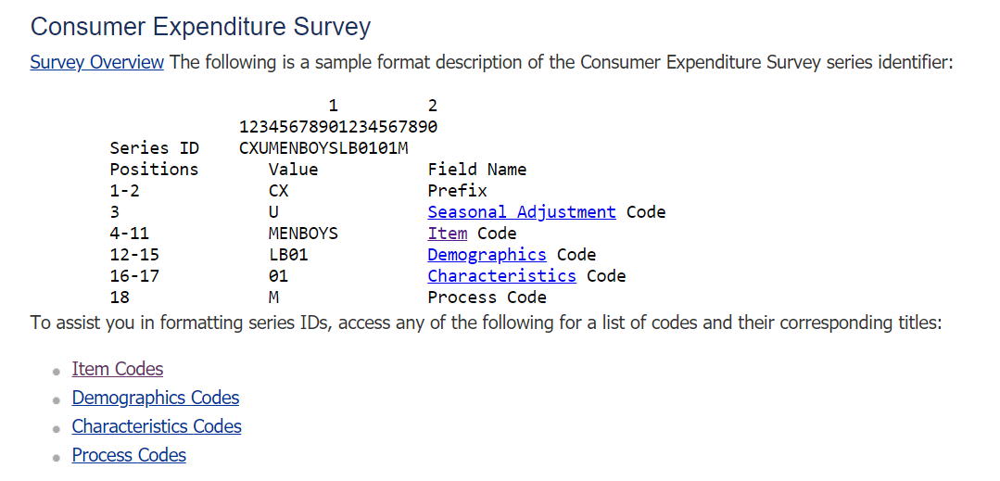 Consumer Expenditure Survey
Survey Overview The following is a sample format description of the Consumer Expenditure Survey series identifier:
1 2
12345678901234567890
Series ID CXUMENBOYSLB0101M
Positions Value Field Name
1-2 CX Prefix
3 U Seasonal Adjustment Code
4-11 MENBOYS Item Code
12-15 LB01 Demographics Code
16-17 01 Characteristics Code
18 M Process Code
To assist you in formatting series IDs, access any of the following for a list of codes and their corresponding titles:
Item Codes
Demographics Codes
Characteristics Codes
Process Codes